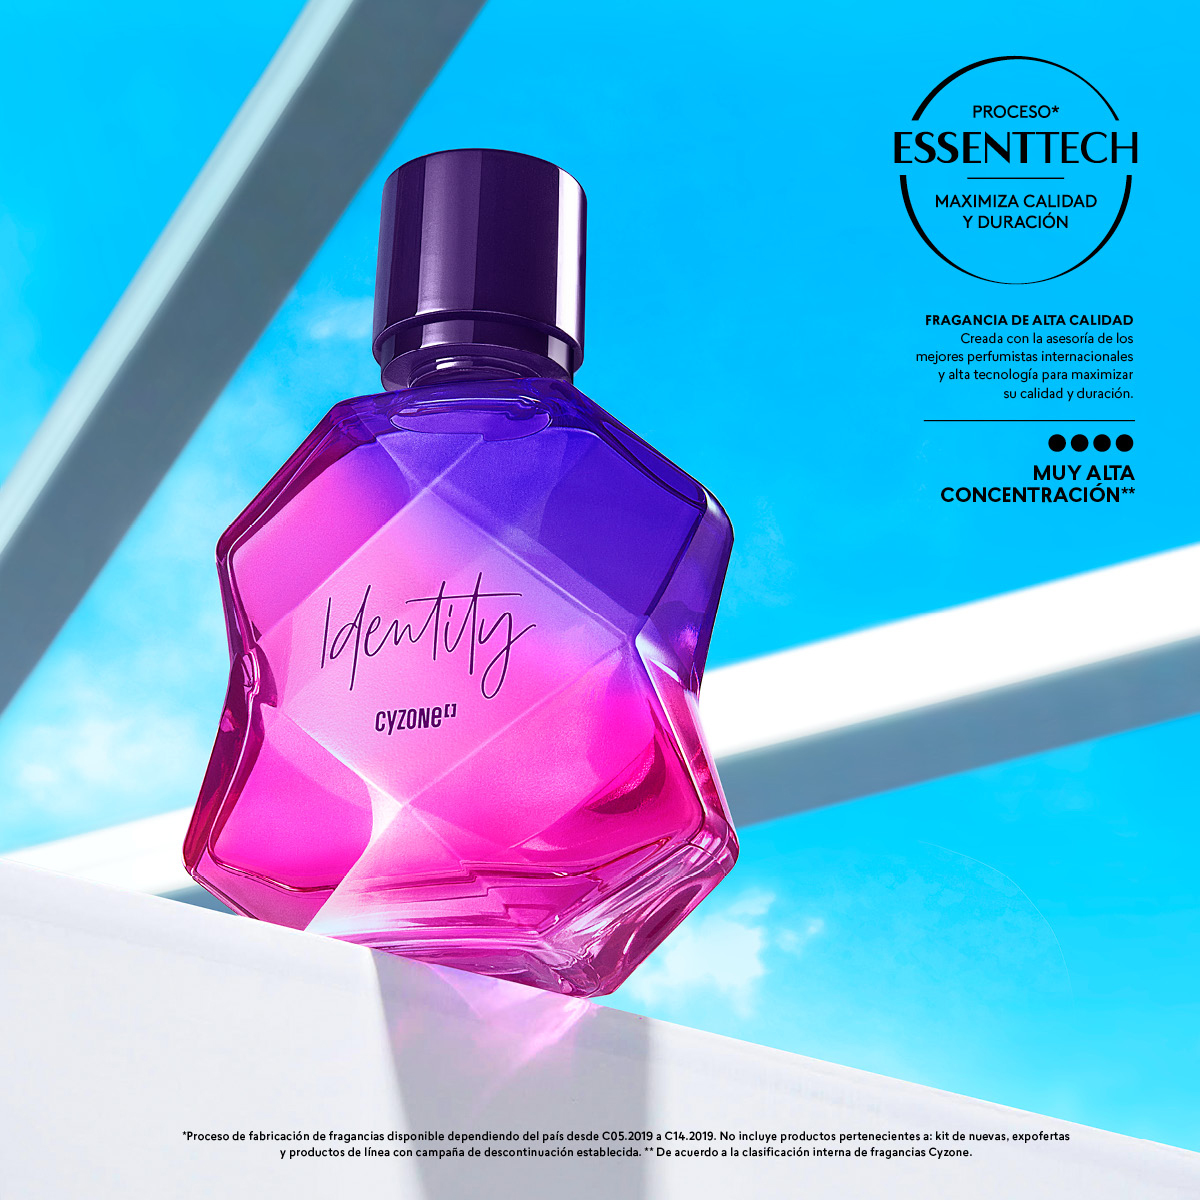 PROCESO*
ESSENTTECH
MAXIMIZA CALIDAD
Y DURACIÓN
FRAGANCIA DE ALTA CALIDAD
Creada con la asesoría de los
mejores perfumistas internacionales
y alta tecnología para maximizar
su calidad y duración.
MUY ALTA
CONCENTRACIÓN**
Identity
cyzone
*Proceso de fabricación de fragancias disponible dependiendo del país desde C05.2019 a C14.2019. No incluye productos pertenecientes a: kit de nuevas, expofertas
y productos de línea con campaña de descontinuación establecida. ** De acuerdo a la clasificación interna de fragancias Cyzone.